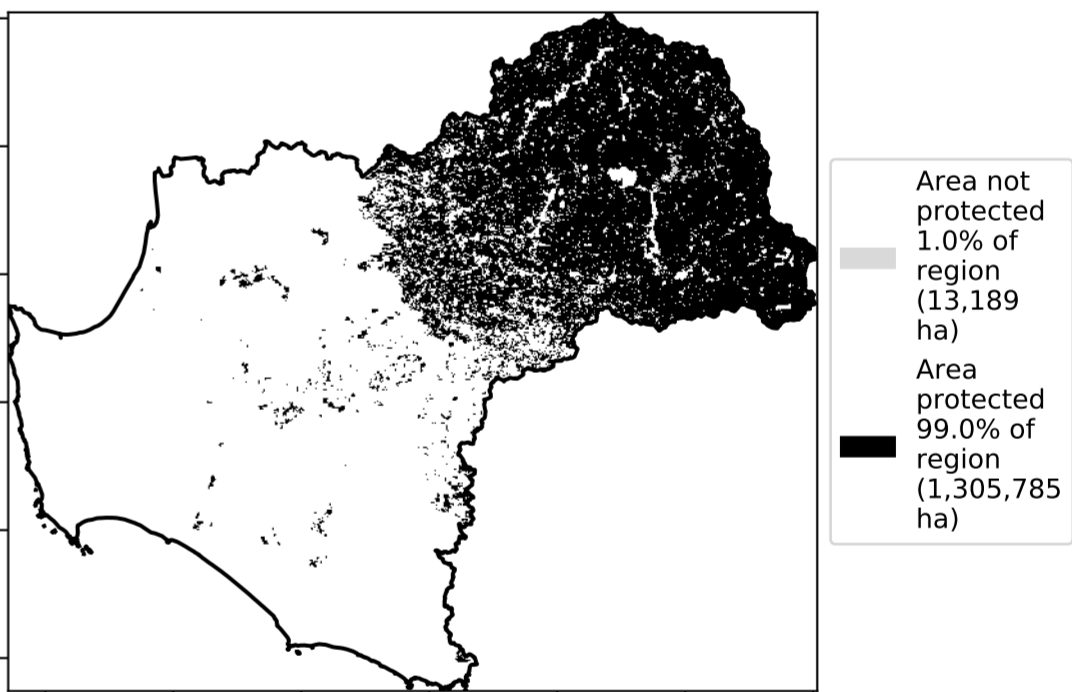 Area not
protected
1.0% of
region
(13,189
ha)
Area
protected
99.0% of
region
(1,305,785
ha)